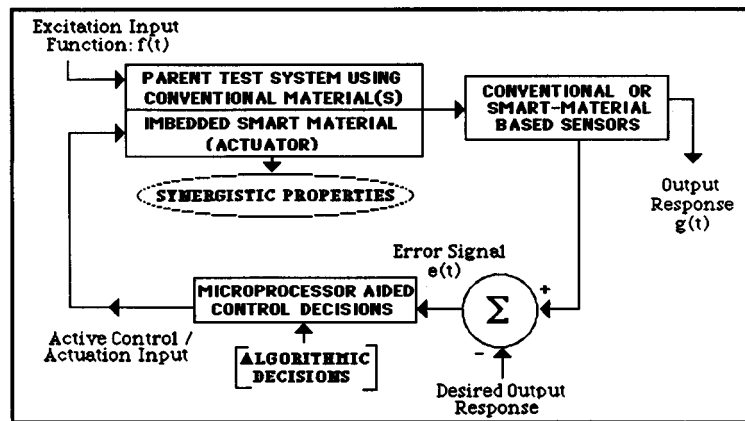 Excitation Input
Function: f(t)
PARENT TEST SYSTEM USING
CONVENTIONAL MATERIAL(S)
IMBEDDED SMART MATERIAL
(ACTUATOR)
CONVENTIONAL OR
SMART-MATERIAL
BASED SENSORS
SYNERGISTIC PROPERTIES
Output
Response
g(t)
Error Signal
e(t)
MICROPROCESSOR AIDED
CONTROL DECISIONS
Σ
+
-
Active Control /
Actuation Input
ALGORITHMIC
DECISIONS
Desired Output
Response